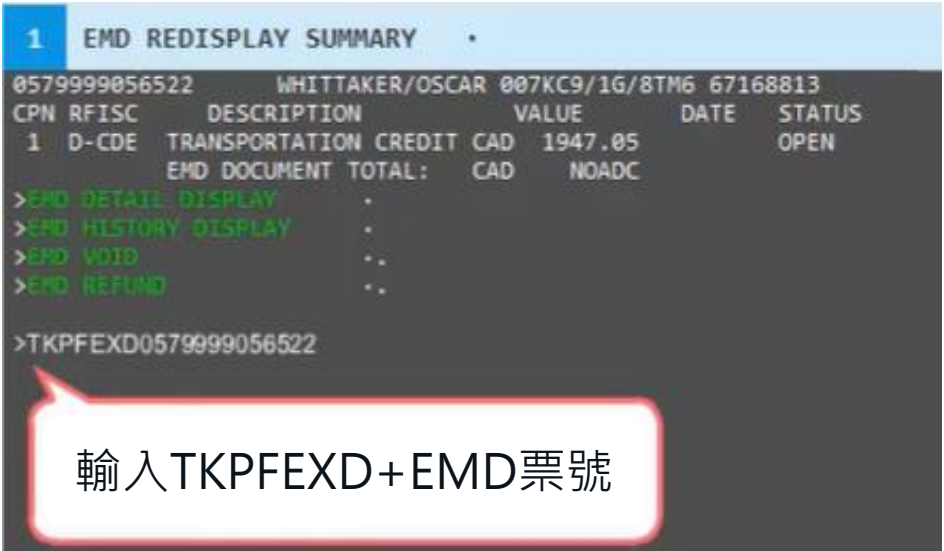 1 EMD REDISPLAY SUMMARY ·
0579999056522 WHITTAKER/OSCAR 007KC9/1G/8TM6 67168813
CPN RFISC DESCRIPTION VALUE DATE STATUS
1 D-CDE TRANSPORTATION CREDIT CAD 1947.05 OPEN
EMD DOCUMENT TOTAL: CAD NOADC
>EMD DETAIL DISPLAY ·
>EMD HISTORY DISPLAY ·
>EMD VOID ·.
>EMD REFUND ·.
>TKPFEXD0579999056522
輸入TKPFEXD+EMD票號